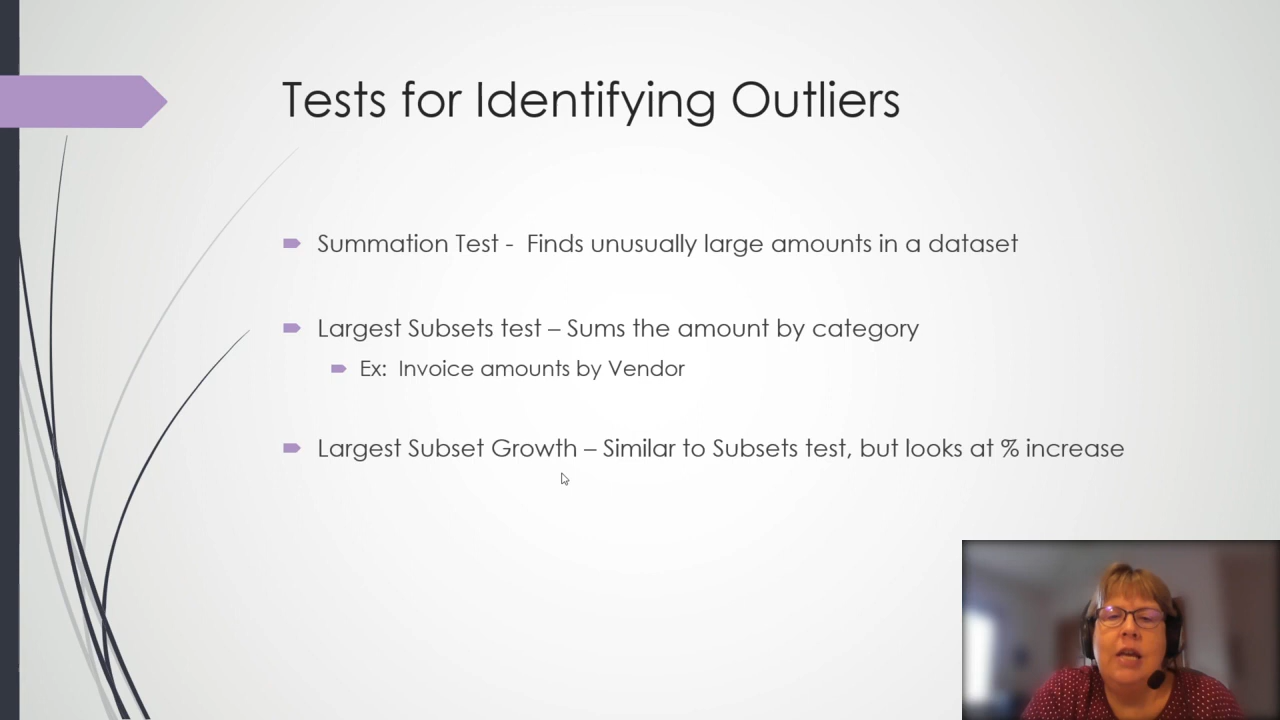 Tests for Identifying Outliers
Summation Test - Finds unusually large amounts in a dataset
Largest Subsets test – Sums the amount by category
Ex: Invoice amounts by Vendor
Largest Subset Growth – Similar to Subsets test, but looks at % increase